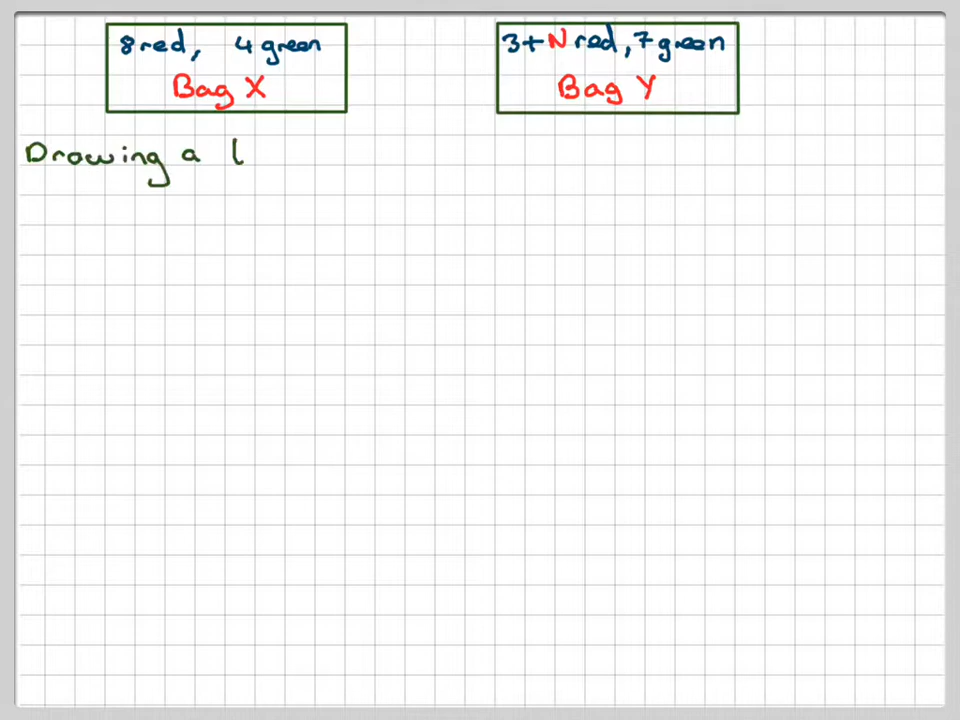 8 red, 4 green
Bag X
3+N red, 7 green
Bag Y
Drawing a l